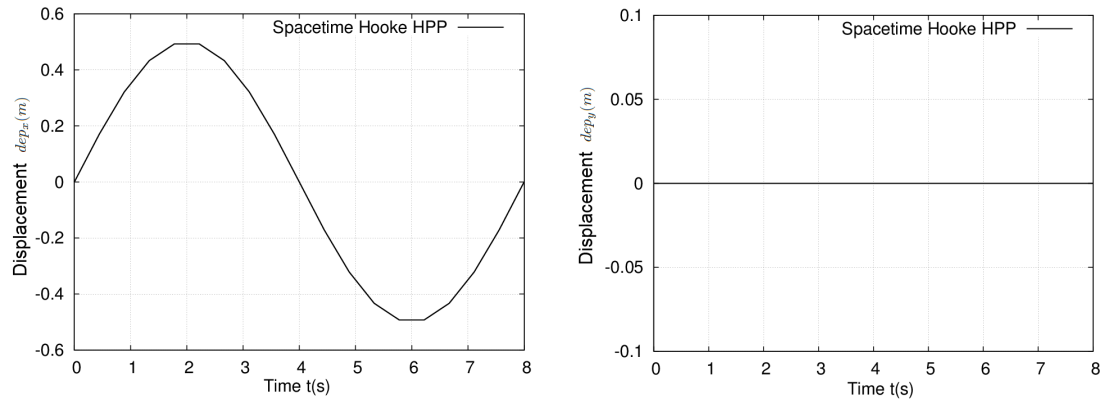 Spacetime Hooke HPP
0.6
0.4
0.2
0
-0.2
-0.4
-0.6
Displacement dep_x(m)
0 1 2 3 4 5 6 7 8
Time t(s)
Spacetime Hooke HPP
0.1
0.05
0
-0.05
-0.1
Displacement dep_y(m)
0 1 2 3 4 5 6 7 8
Time t(s)